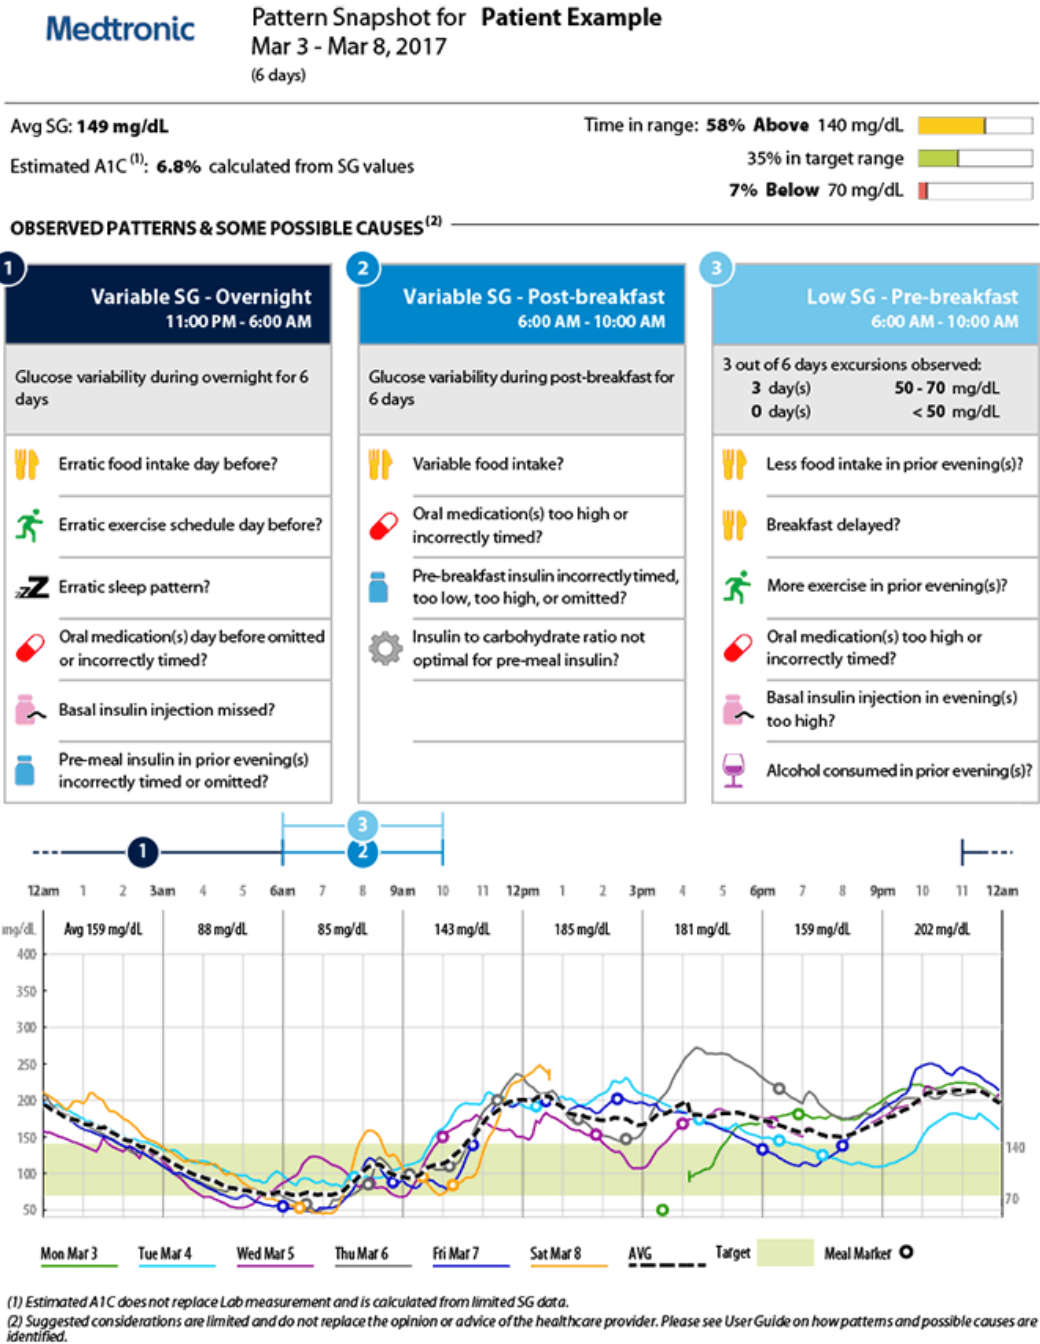 Medtronic
Pattern Snapshot for Patient Example
Mar 3 - Mar 8, 2017
(6 days)
Avg SG: 149 mg/dL
Estimated A1C (1): 6.8% calculated from SG values
Time in range: 58% Above 140 mg/dL
35% in target range
7% Below 70 mg/dL
OBSERVED PATTERNS & SOME POSSIBLE CAUSES (2)
1
Variable SG - Overnight
11:00 PM - 6:00 AM
Glucose variability during overnight for 6
days
Erratic food intake day before?
Erratic exercise schedule day before?
zzZ Erratic sleep pattern?
Oral medication(s) day before omitted
or incorrectly timed?
Basal insulin injection missed?
Pre-meal insulin in prior evening(s)
incorrectly timed or omitted?
2
Variable SG - Post-breakfast
6:00 AM - 10:00 AM
Glucose variability during post-breakfast for
6 days
Variable food intake?
Oral medication(s) too high or
incorrectly timed?
Pre-breakfast insulin incorrectly timed,
too low, too high, or omitted?
Insulin to carbohydrate ratio not
optimal for pre-meal insulin?
3
Low SG - Pre-breakfast
6:00 AM - 10:00 AM
3 out of 6 days excursions observed:
3 day(s) 50 - 70 mg/dL
0 day(s) < 50 mg/dL
Less food intake in prior evening(s)?
Breakfast delayed?
More exercise in prior evening(s)?
Oral medication(s) too high or
incorrectly timed?
Basal insulin injection in evening(s)
too high?
Alcohol consumed in prior evening(s)?
3
1 2
12am 1 2 3am 4 5 6am 7 8 9am 10 11 12pm 1 2 3pm 4 5 6pm 7 8 9pm 10 11 12am
mg/dL Avg 159 mg/dL 88 mg/dL 85 mg/dL 143 mg/dL 185 mg/dL 181 mg/dL 159 mg/dL 202 mg/dL
400
350
300
250
200
150
140
100
70
50
Mon Mar 3 Tue Mar 4 Wed Mar 5 Thu Mar 6 Fri Mar 7 Sat Mar 8 AVG Target Meal Marker
(1) Estimated A1C does not replace Lab measurement and is calculated from limited SG data.
(2) Suggested considerations are limited and do not replace the opinion or advice of the healthcare provider. Please see User Guide on how patterns and possible causes are
identified.